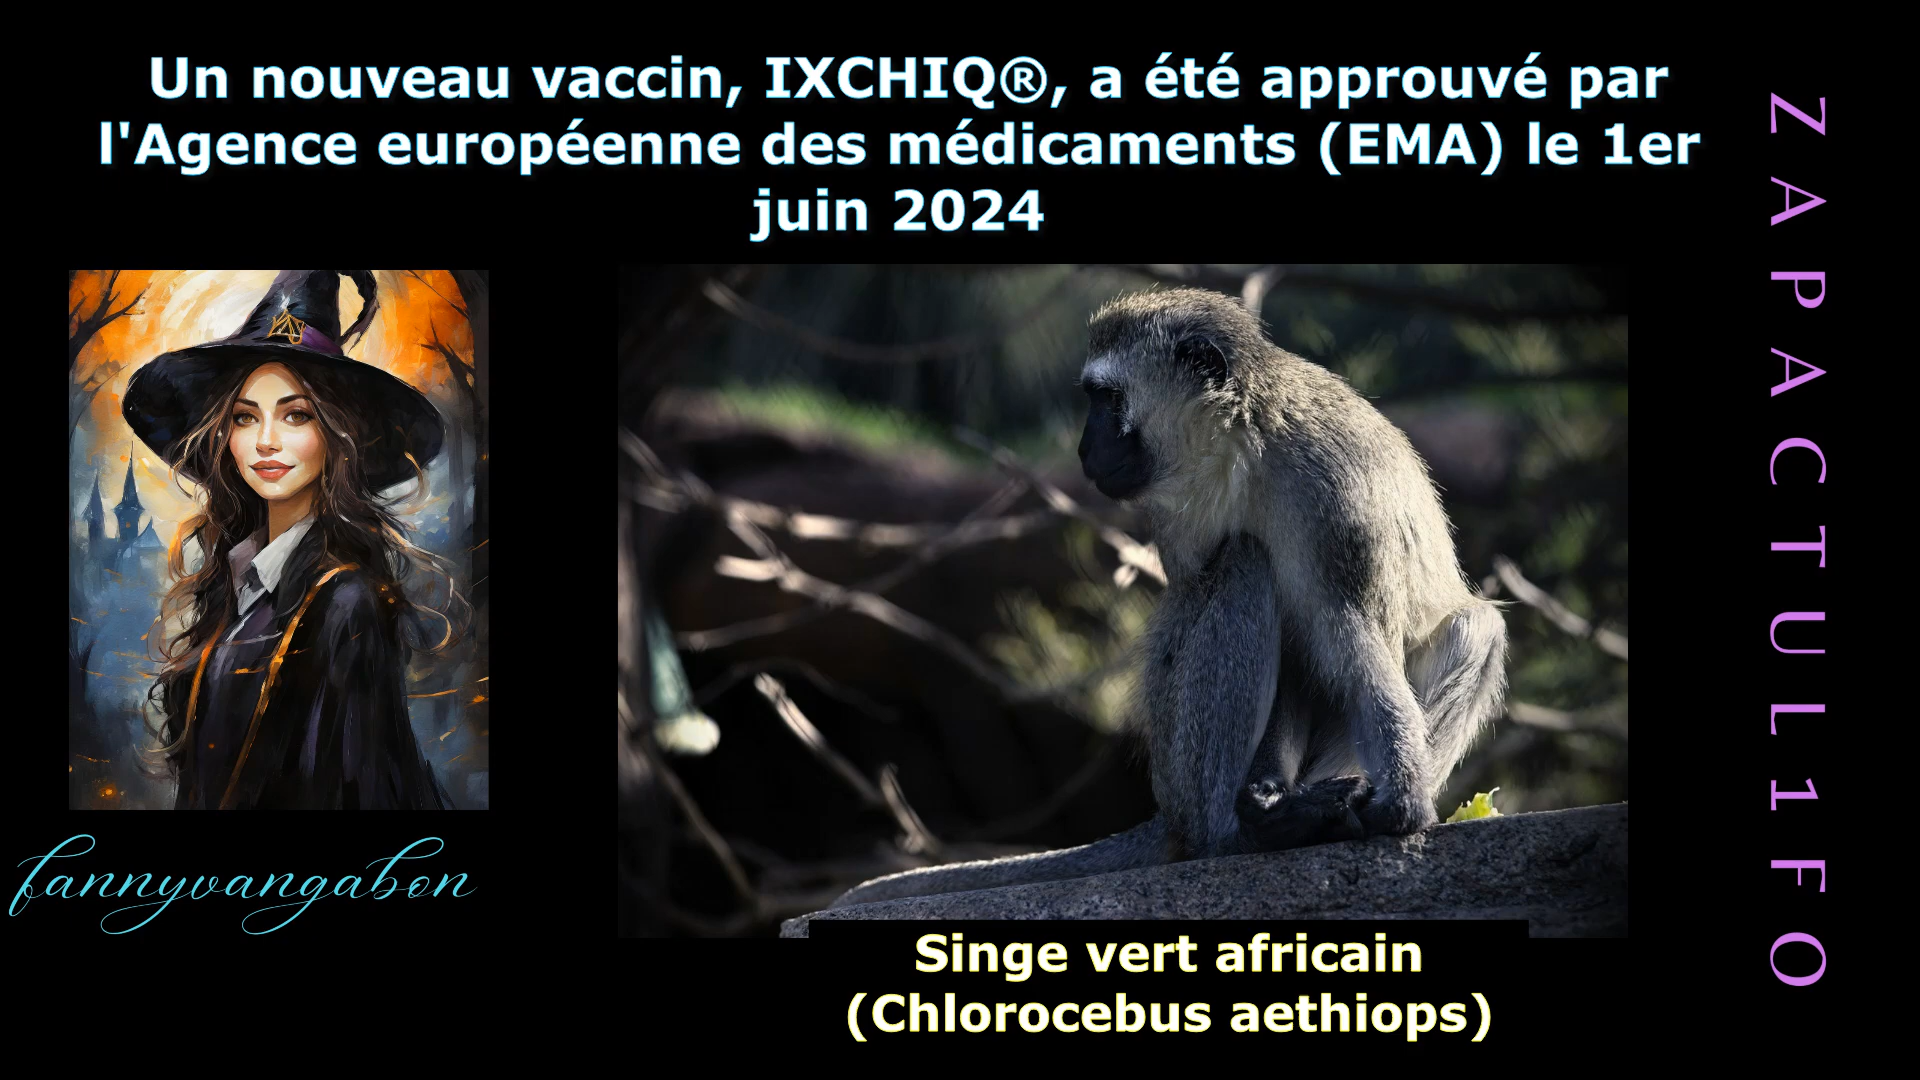 Un nouveau vaccin, IXCHIQ®, a été approuvé par
l'Agence européenne des médicaments (EMA) le 1er
juin 2024
ZAPACTUL1FO
fannyvangabon
Singe vert africain
(Chlorocebus aethiops)